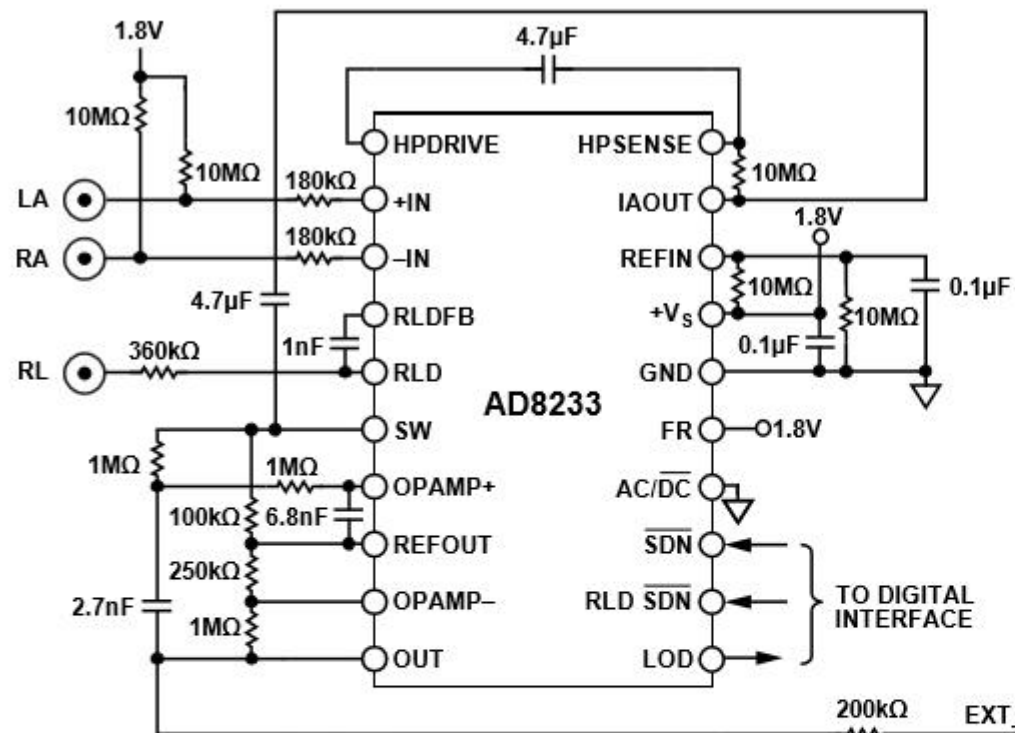 1.8V
4.7µF
10MΩ
HPDRIVE
HPSENSE
10MΩ
180kΩ
10MΩ
LA
+IN
IAOUT
1.8V
180kΩ
RA
–IN
REFIN
4.7µF
10MΩ
0.1µF
RLDFB
+VS
10MΩ
1nF
0.1µF
360kΩ
RL
RLD
GND
AD8233
SW
FR
1.8V
1MΩ
1MΩ
OPAMP+
AC/DC
100kΩ
6.8nF
REFOUT
SDN
250kΩ
2.7nF
OPAMP–
RLD SDN
TO DIGITAL
INTERFACE
1MΩ
OUT
LOD
200kΩ
EXT_